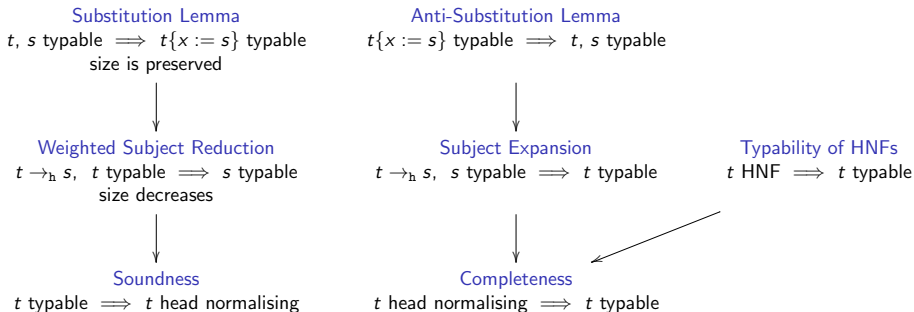 Substitution Lemma
t, s typable ⟹ t{x := s} typable
size is preserved
Anti-Substitution Lemma
t{x := s} typable ⟹ t, s typable
Weighted Subject Reduction
t →h s, t typable ⟹ s typable
size decreases
Subject Expansion
t →h s, s typable ⟹ t typable
Typability of HNFs
t HNF ⟹ t typable
Soundness
t typable ⟹ t head normalising
Completeness
t head normalising ⟹ t typable